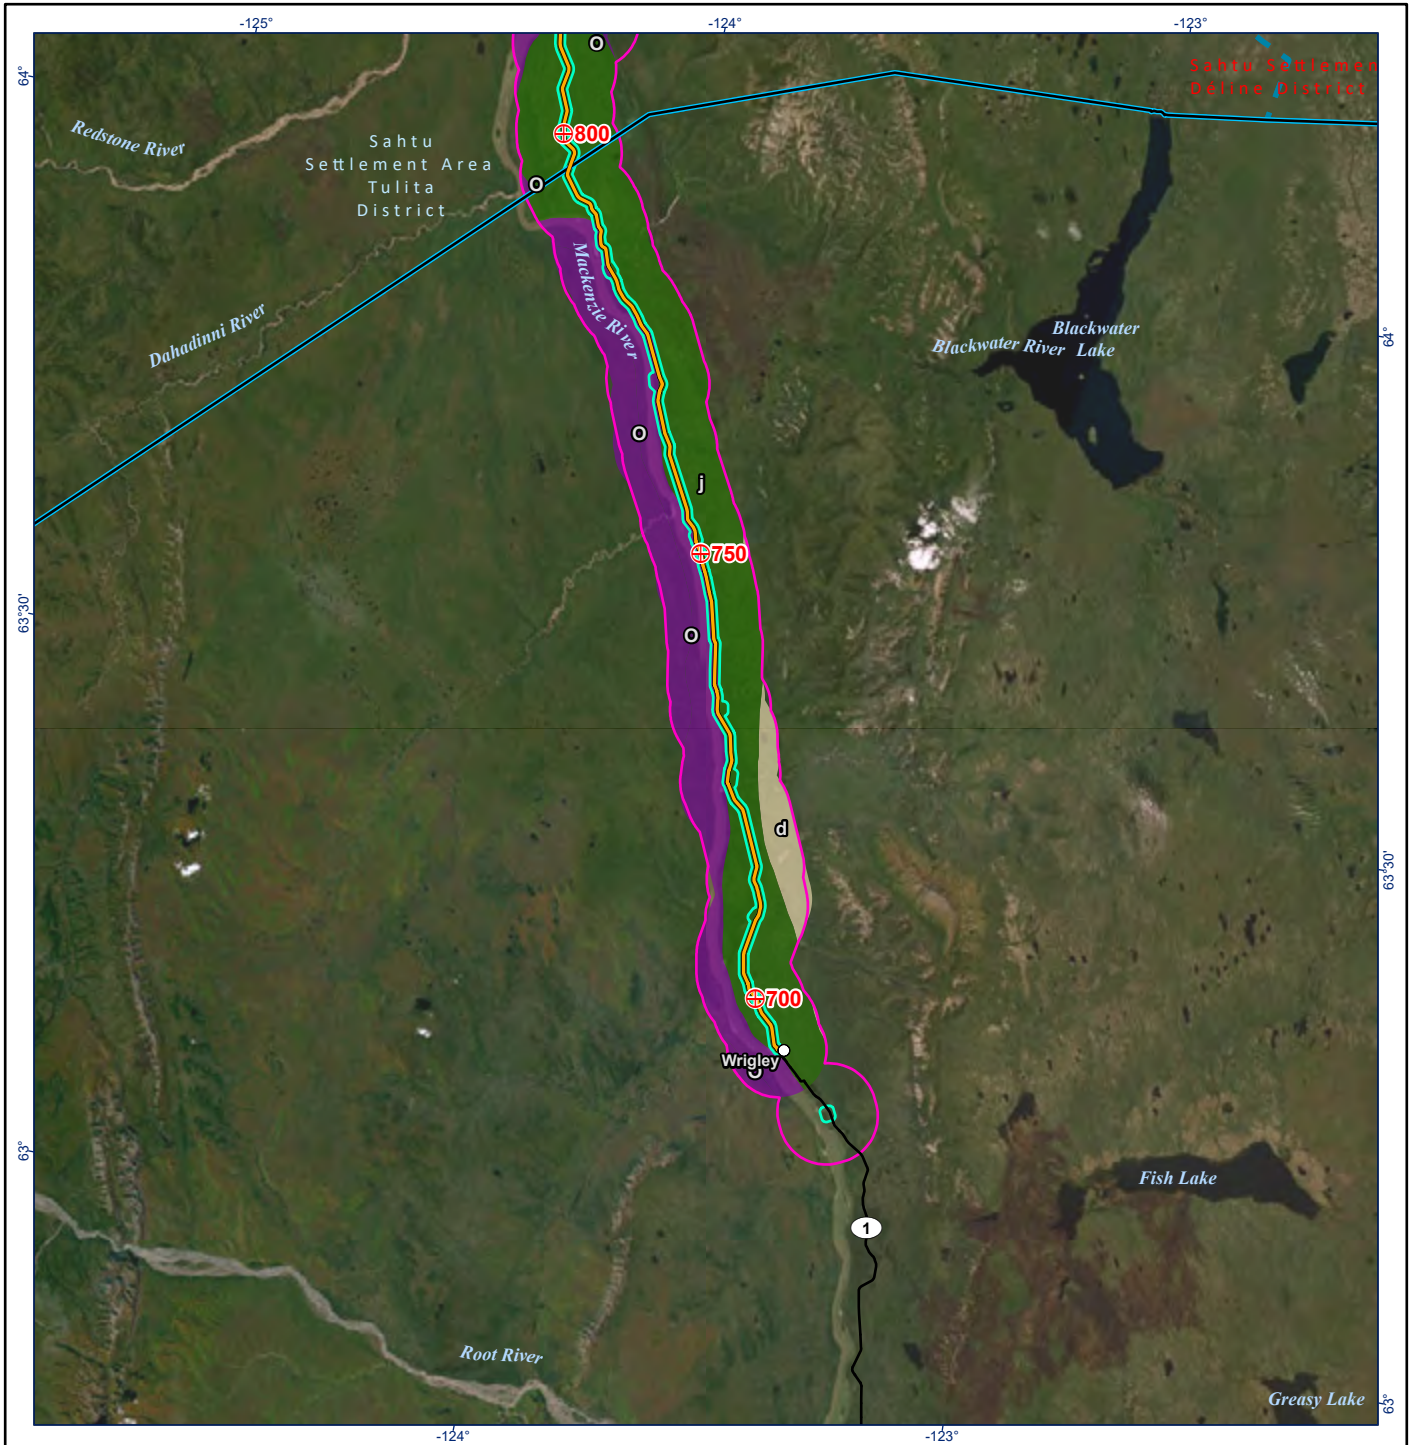 -125°
-124°
-123°
64°
O
Sahtu Settlemen
Deline District
800
Redstone River
Sahtu
Settlement Area
Tulita
District
O
Mackenzie River
Dahadinni River
Blackwater
Lake
Blackwater River
64°
O
j
750
63°30'
O
d
63°30'
700
Wrigley
63°
Fish Lake
1
Root River
Greasy Lake
63°
-124°
-123°